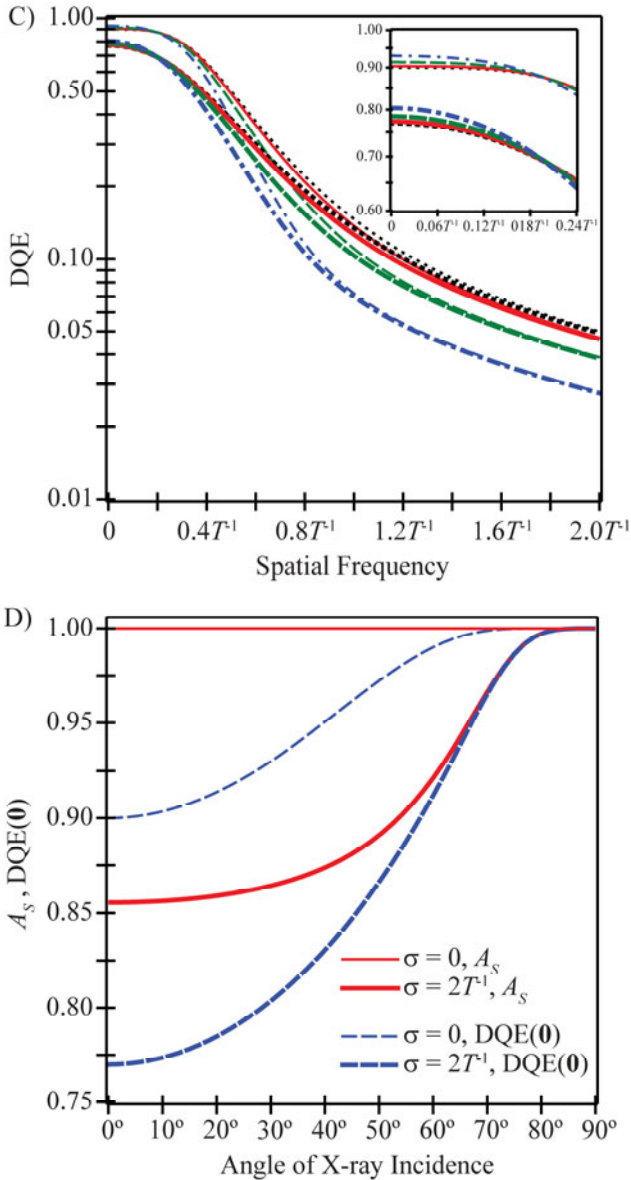 C)
DQE
1.00
0.50
0.10
0.05
0.01
0
0.4T⁻¹
0.8T⁻¹
1.2T⁻¹
1.6T⁻¹
2.0T⁻¹
Spatial Frequency
1.00
0.90
0.80
0.70
0.60
0
0.06T⁻¹
0.12T⁻¹
018T⁻¹
0.24T⁻¹
D)
A_S, DQE(0)
1.00
0.95
0.90
0.85
0.80
0.75
σ = 0, A_S
σ = 2T⁻¹, A_S
σ = 0, DQE(0)
σ = 2T⁻¹, DQE(0)
0º 10º 20º 30º 40º 50º 60º 70º 80º 90º
Angle of X-ray Incidence